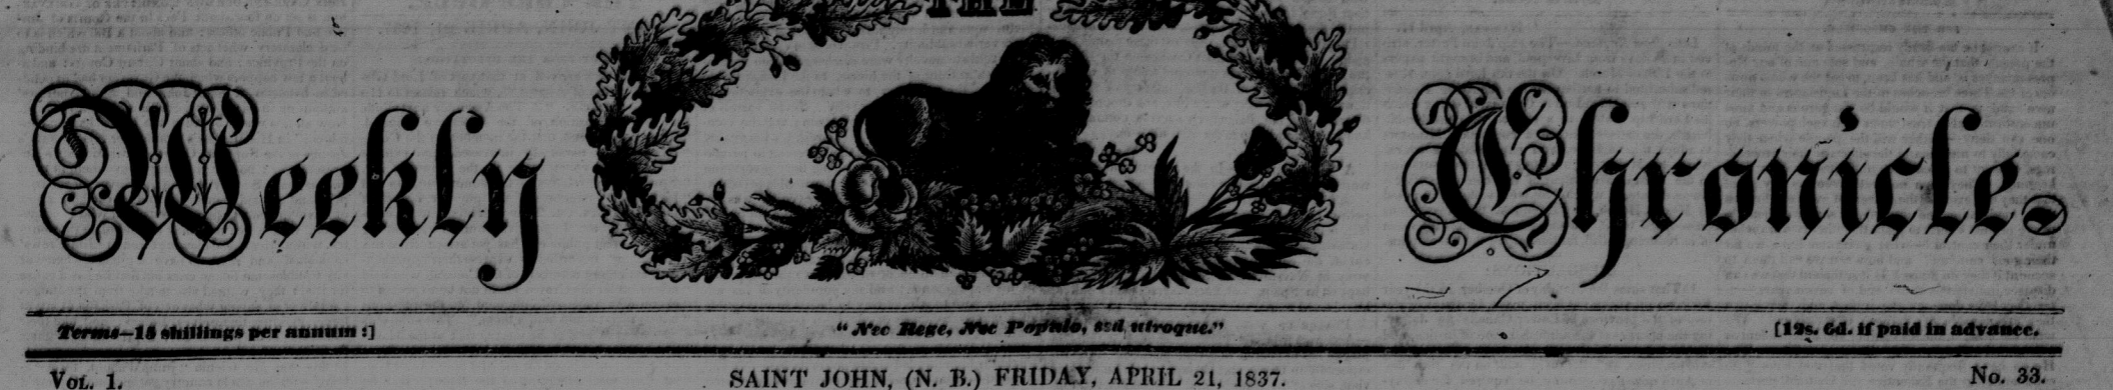 THE
Weekly Chronicle.
Terms—15 shillings per annum :] "Nec Rege, Nec Populo, sed utroque." [12s. 6d. if paid in advance.
VOL. 1. SAINT JOHN, (N. B.) FRIDAY, APRIL 21, 1837. No. 33.